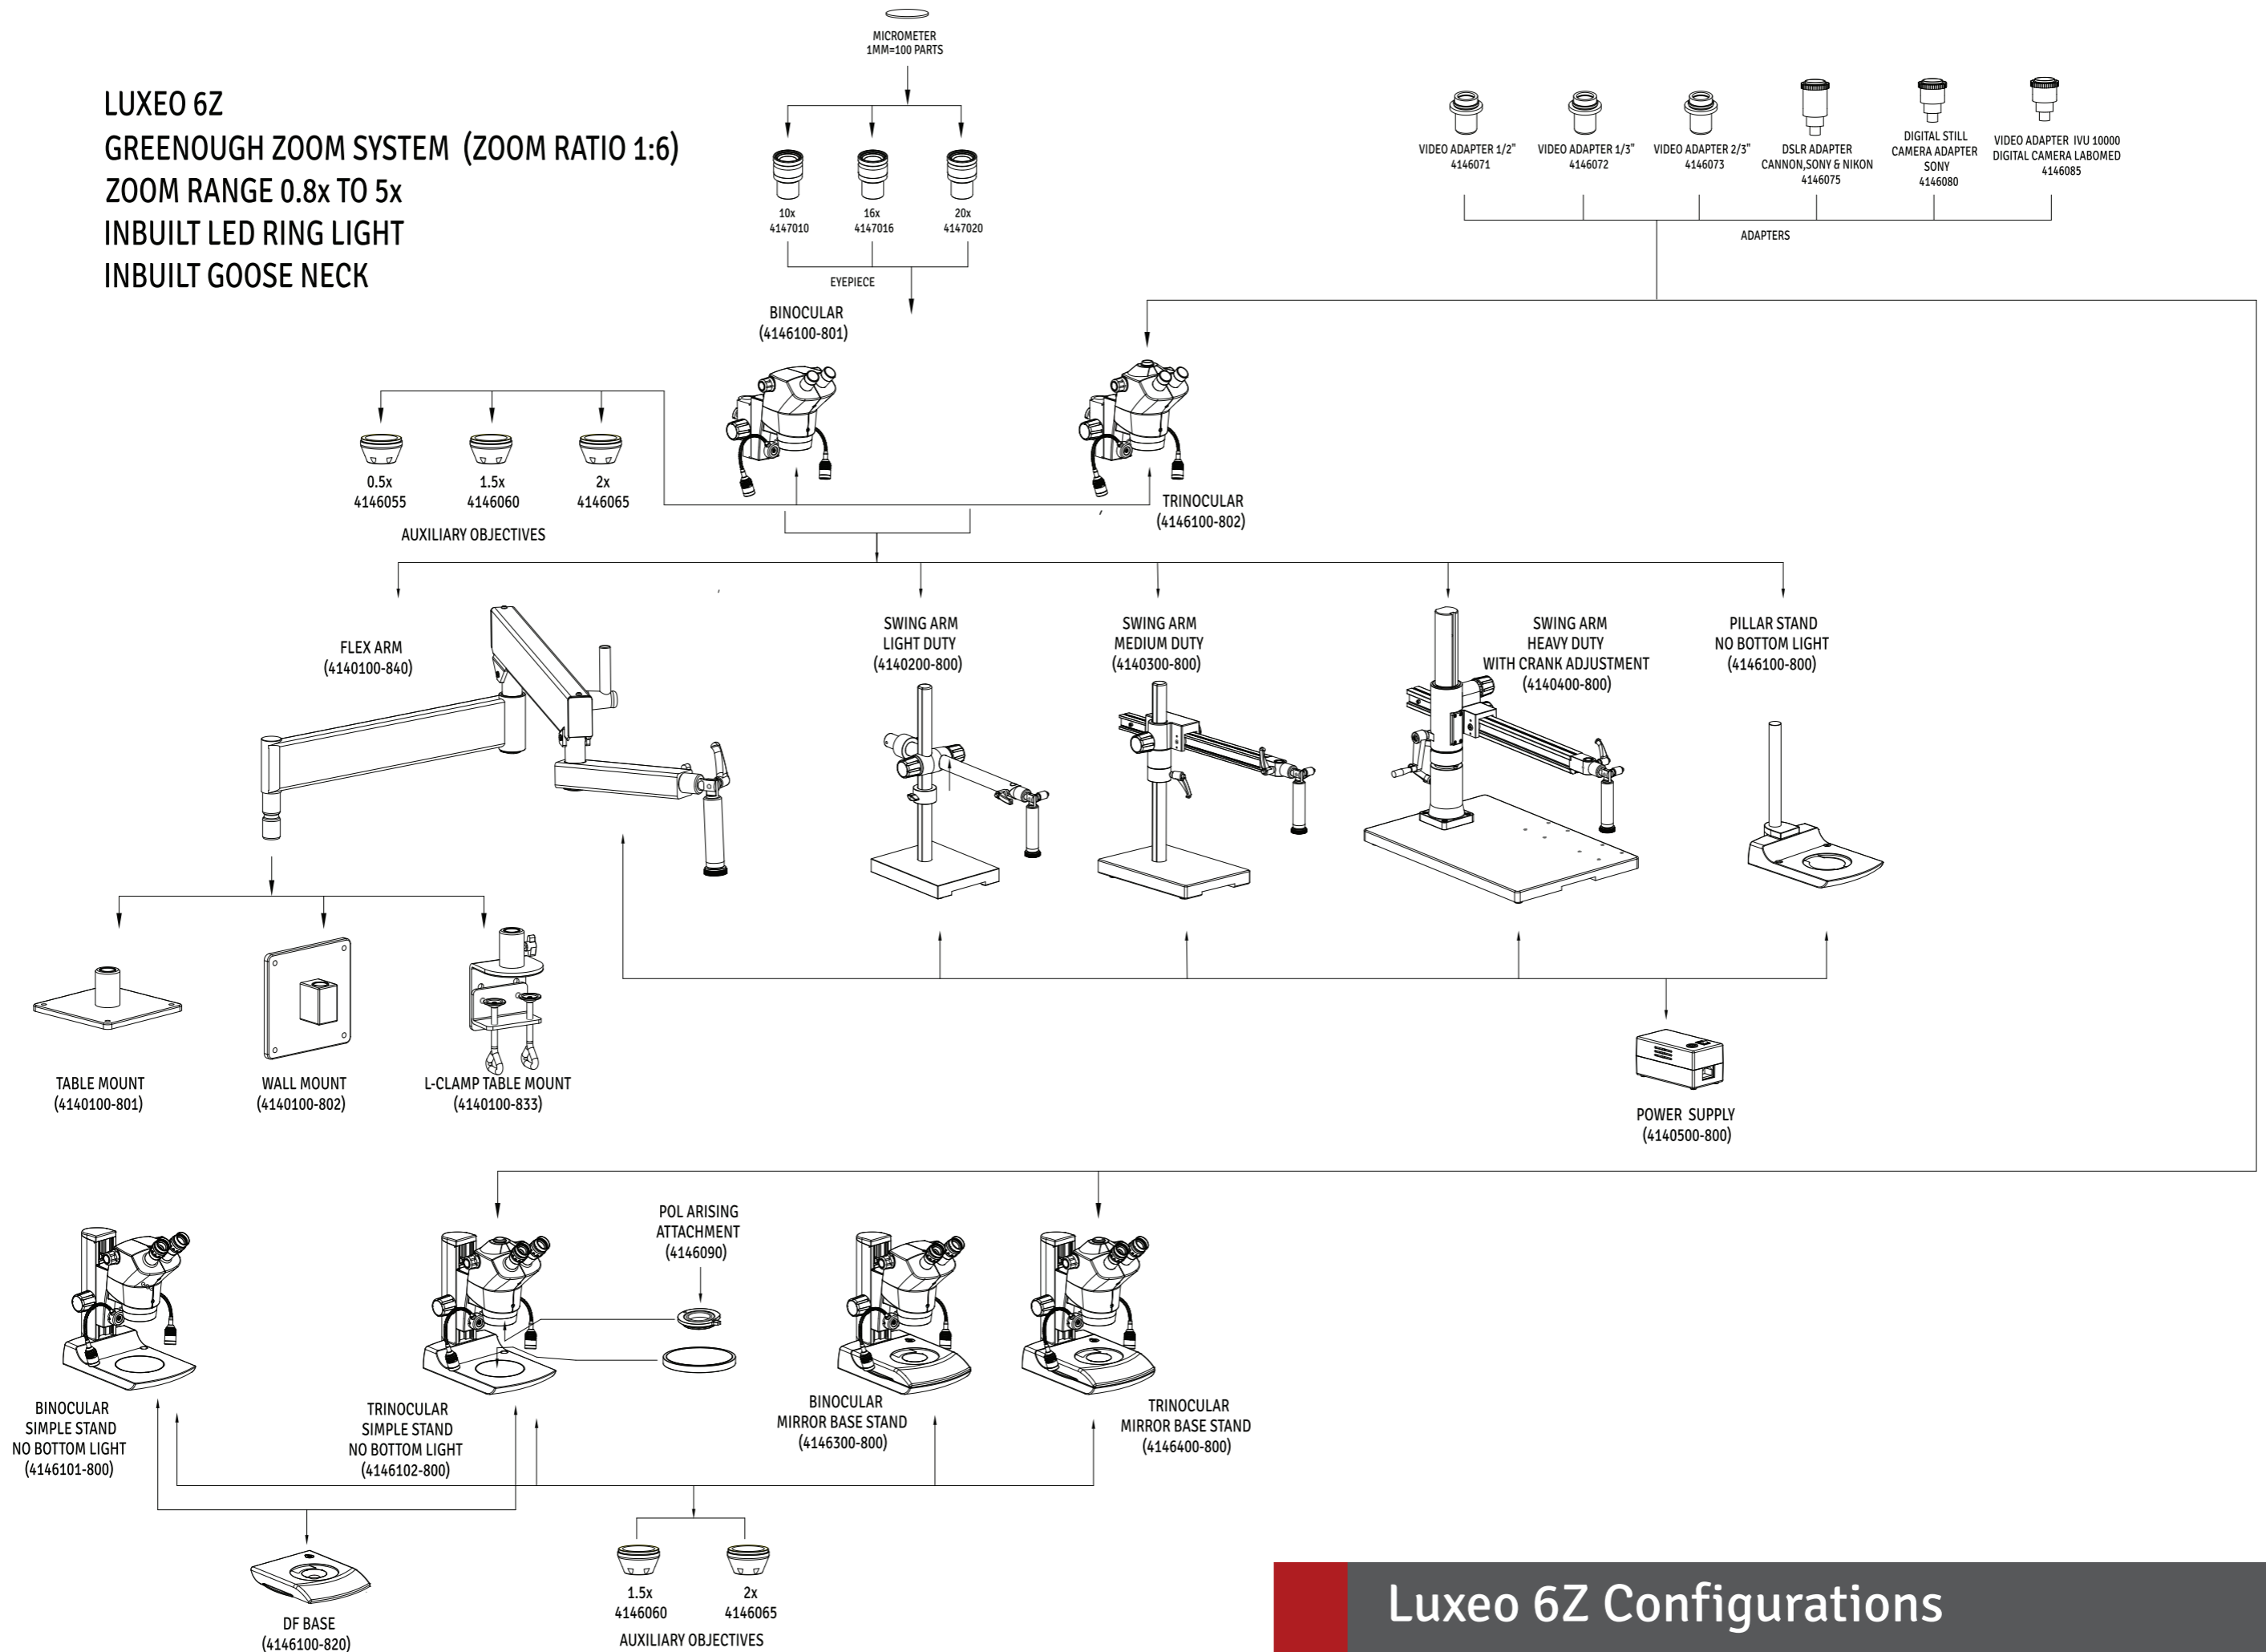 LUXEO 6Z
GREENOUGH ZOOM SYSTEM (ZOOM RATIO 1:6)
ZOOM RANGE 0.8x TO 5x
INBUILT LED RING LIGHT
INBUILT GOOSE NECK
MICROMETER
1MM=100 PARTS
10x
4147010
16x
4147016
20x
4147020
EYEPIECE
VIDEO ADAPTER 1/2"
4146071
VIDEO ADAPTER 1/3"
4146072
VIDEO ADAPTER 2/3"
4146073
DSLR ADAPTER
CANNON,SONY & NIKON
4146075
DIGITAL STILL
CAMERA ADAPTER
SONY
4146080
VIDEO ADAPTER IVU 10000
DIGITAL CAMERA LABOMED
4146085
ADAPTERS
BINOCULAR
(4146100-801)
TRINOCULAR
(4146100-802)
0.5x
4146055
1.5x
4146060
2x
4146065
AUXILIARY OBJECTIVES
FLEX ARM
(4140100-840)
SWING ARM
LIGHT DUTY
(4140200-800)
SWING ARM
MEDIUM DUTY
(4140300-800)
SWING ARM
HEAVY DUTY
WITH CRANK ADJUSTMENT
(4140400-800)
PILLAR STAND
NO BOTTOM LIGHT
(4146100-800)
TABLE MOUNT
(4140100-801)
WALL MOUNT
(4140100-802)
L-CLAMP TABLE MOUNT
(4140100-833)
POWER SUPPLY
(4140500-800)
POL ARISING
ATTACHMENT
(4146090)
BINOCULAR
SIMPLE STAND
NO BOTTOM LIGHT
(4146101-800)
TRINOCULAR
SIMPLE STAND
NO BOTTOM LIGHT
(4146102-800)
BINOCULAR
MIRROR BASE STAND
(4146300-800)
TRINOCULAR
MIRROR BASE STAND
(4146400-800)
DF BASE
(4146100-820)
1.5x
4146060
2x
4146065
AUXILIARY OBJECTIVES
Luxeo 6Z Configurations